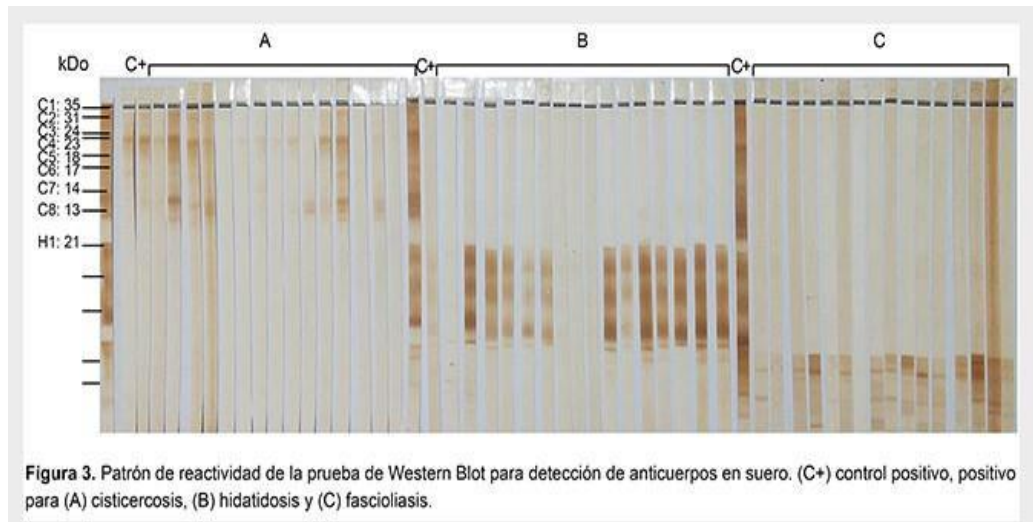 A B C
kDo C+ C+ C+
C1: 35
C2: 31
C3: 24
C4: 23
C5: 18
C6: 17
C7: 14
C8: 13
H1: 21
Figura 3. Patrón de reactividad de la prueba de Western Blot para detección de anticuerpos en suero. (C+) control positivo, positivo
para (A) cisticercosis, (B) hidatidosis y (C) fascioliasis.